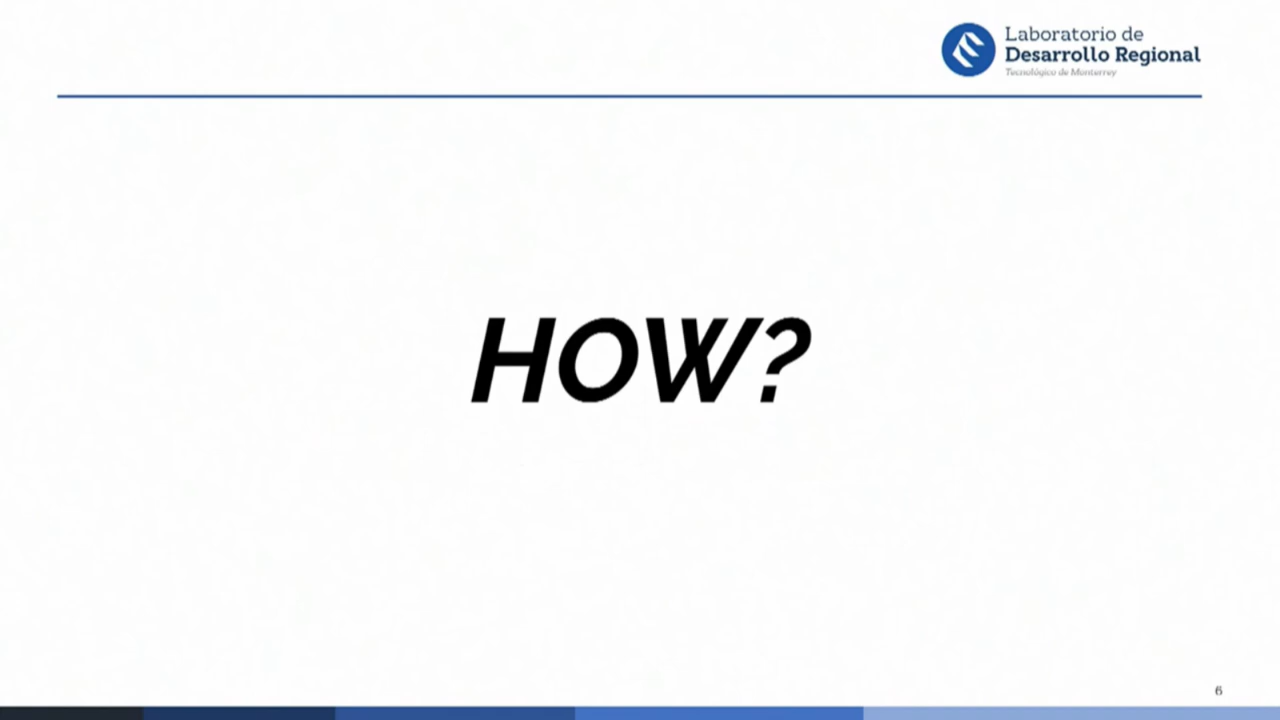 Laboratorio de
Desarrollo Regional
Tecnológico de Monterrey
HOW?
6